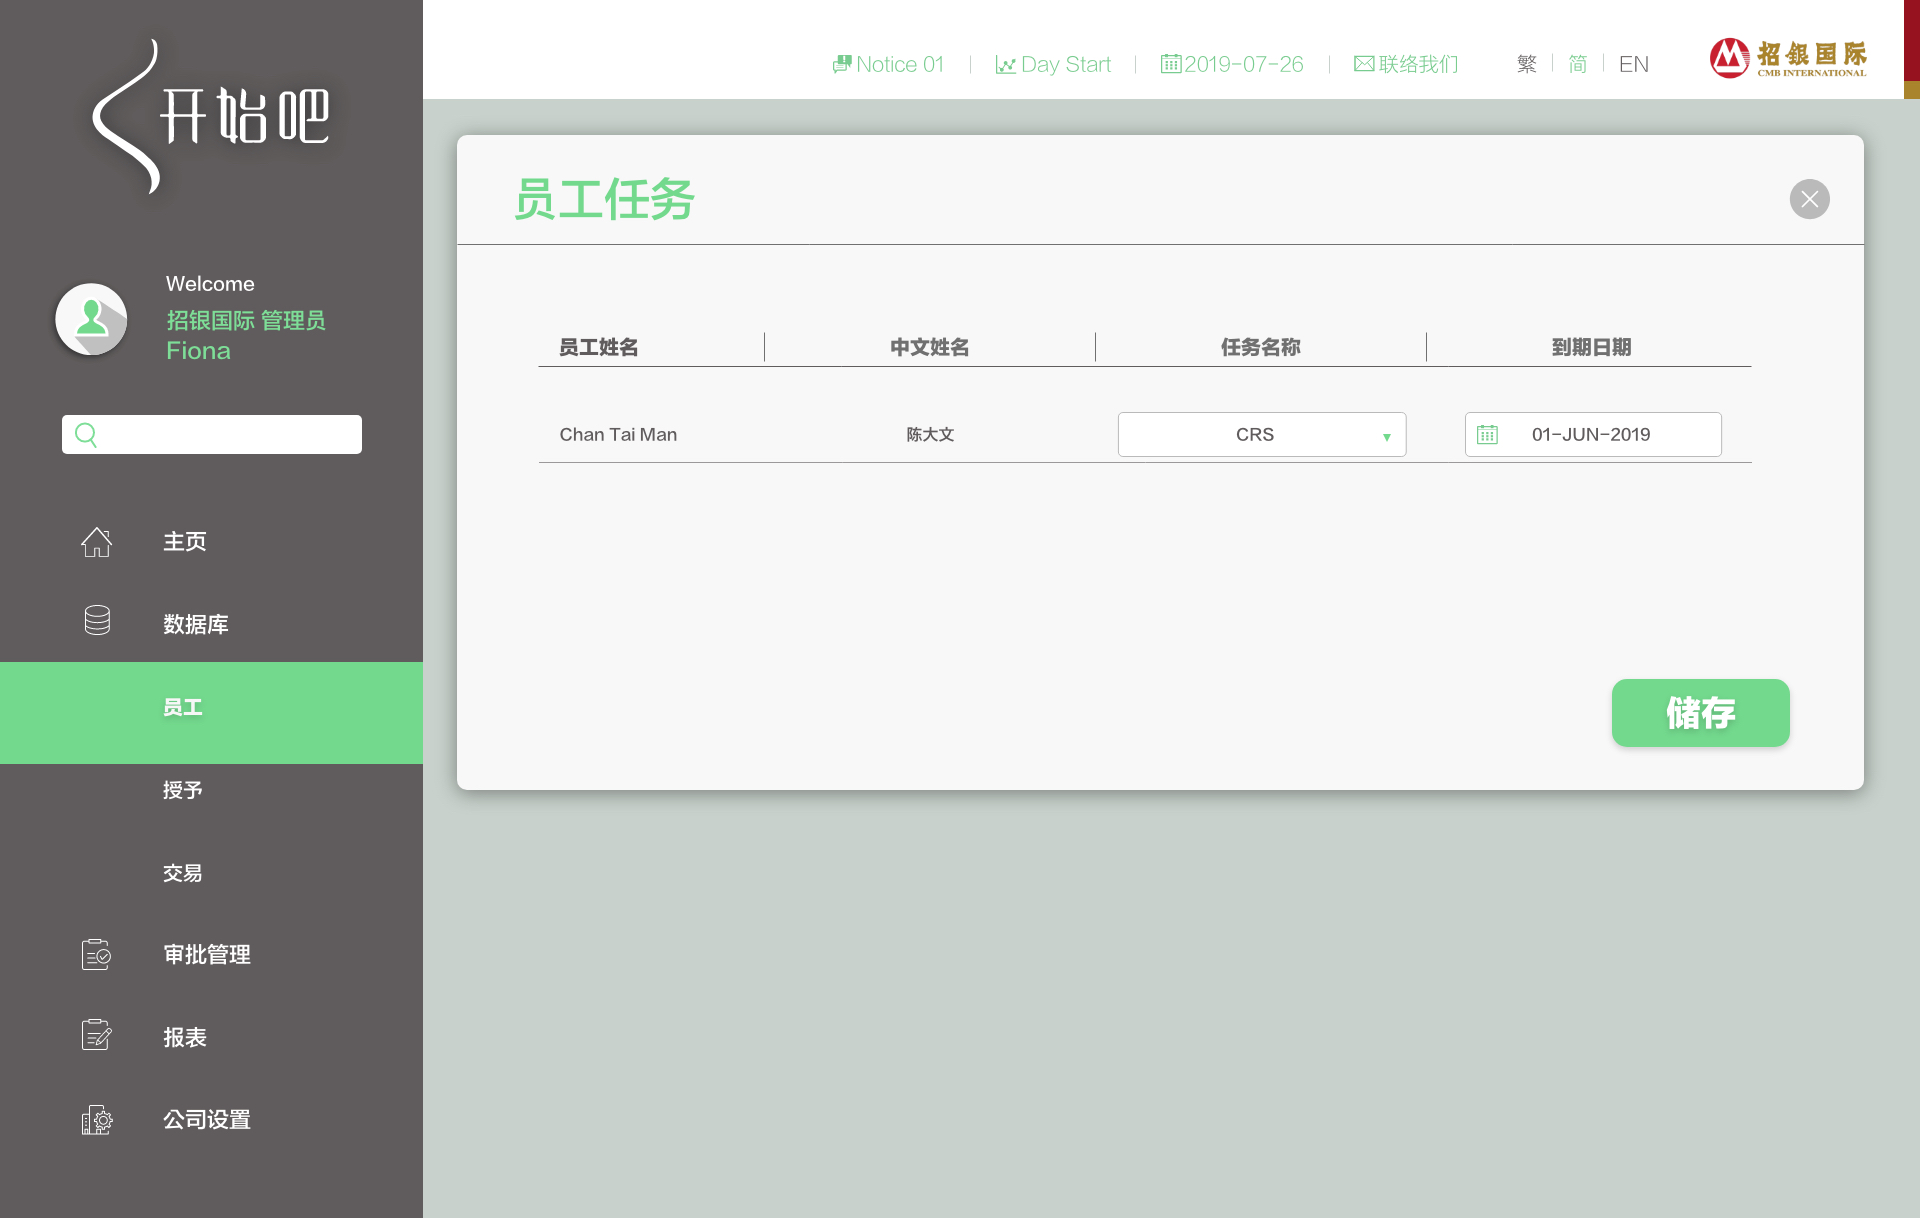 开始吧
Notice 01
Day Start
2019-07-26
联络我们
繁
简
EN
招银国际
CMB INTERNATIONAL
Welcome
招银国际 管理员
Fiona
主页
数据库
员工
授予
交易
审批管理
报表
公司设置
员工任务
员工姓名 中文姓名 任务名称 到期日期
Chan Tai Man 陈大文 CRS 01-JUN-2019
储存